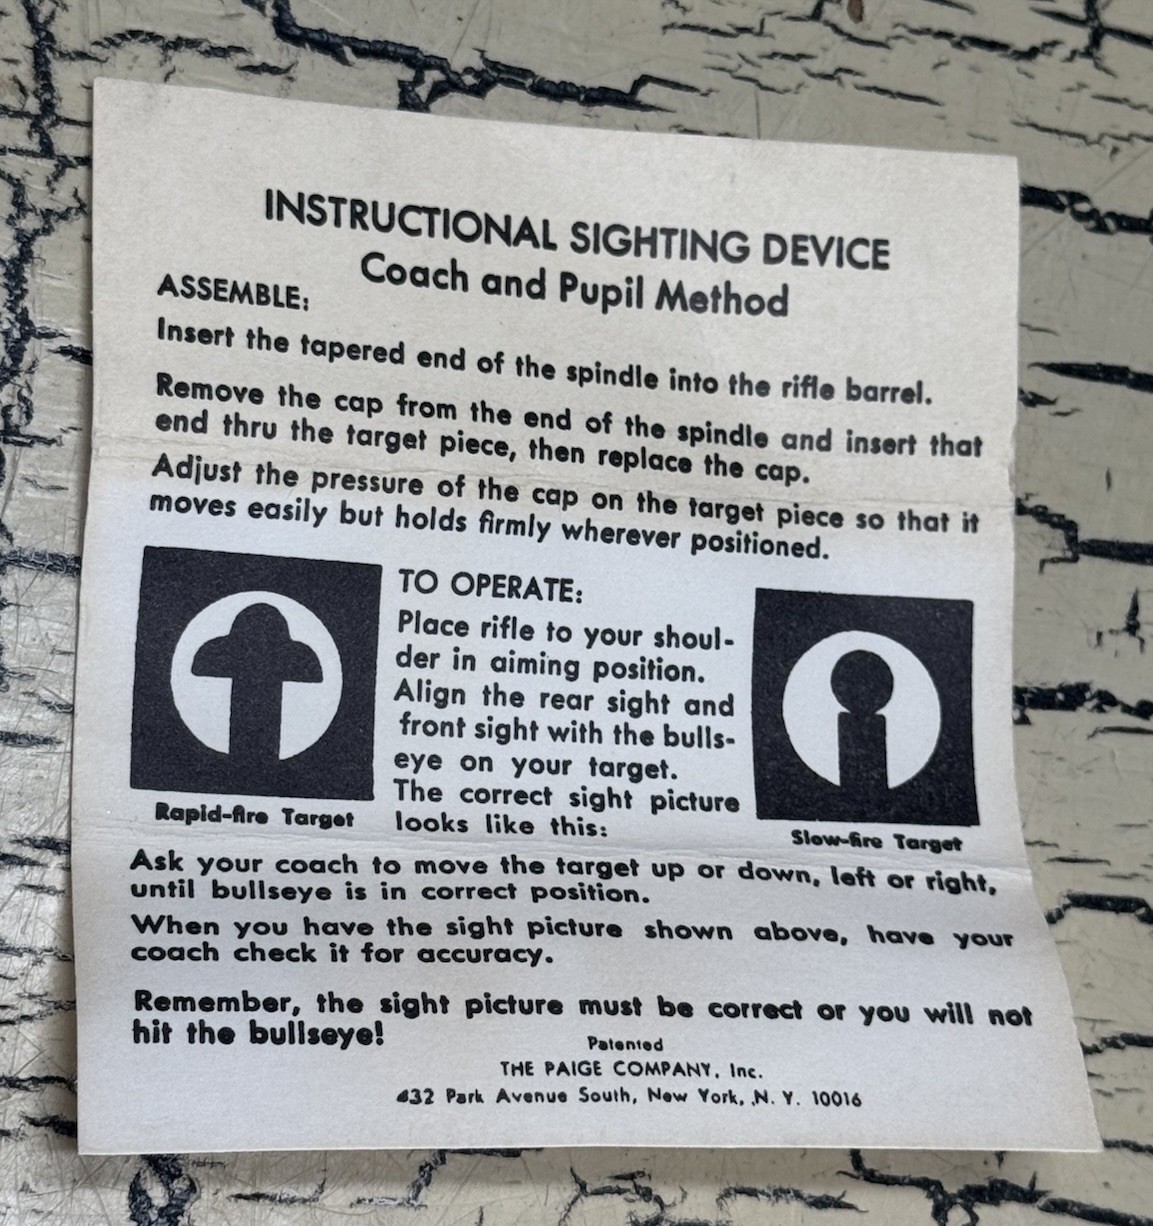 INSTRUCTIONAL SIGHTING DEVICE
Coach and Pupil Method
ASSEMBLE:
Insert the tapered end of the spindle into the rifle barrel.
Remove the cap from the end of the spindle and insert that
end thru the target piece, then replace the cap.
Adjust the pressure of the cap on the target piece so that it
moves easily but holds firmly wherever positioned.
Rapid-fire Target
TO OPERATE:
Place rifle to your shoul-
der in aiming position.
Align the rear sight and
front sight with the bulls-
eye on your target.
The correct sight picture
looks like this:
Slow-fire Target
Ask your coach to move the target up or down, left or right,
until bullseye is in correct position.
When you have the sight picture shown above, have your
coach check it for accuracy.
Remember, the sight picture must be correct or you will not
hit the bullseye!
Patented
THE PAIGE COMPANY, Inc.
432 Park Avenue South, New York, N. Y. 10016